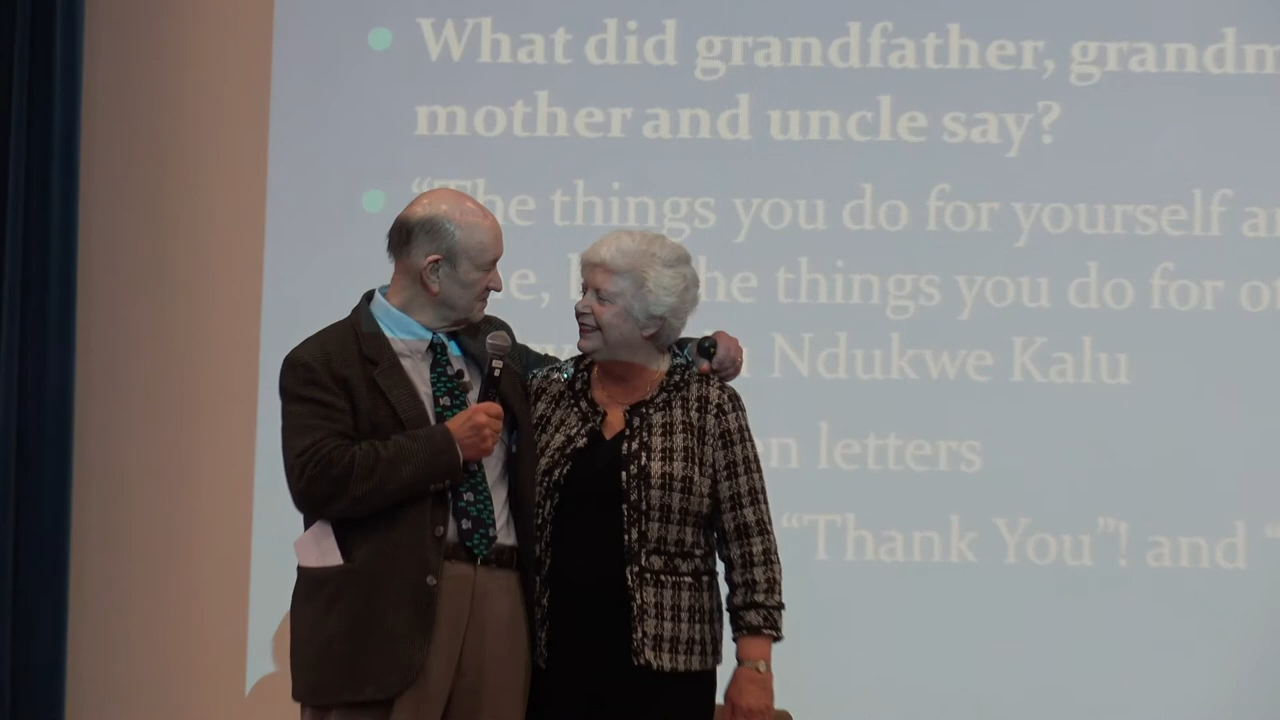 What did grandfather, grandm
mother and uncle say?
“The things you do for yourself a
e, he things you do for o
Ndukwe Kalu
n letters
“Thank You”! and “